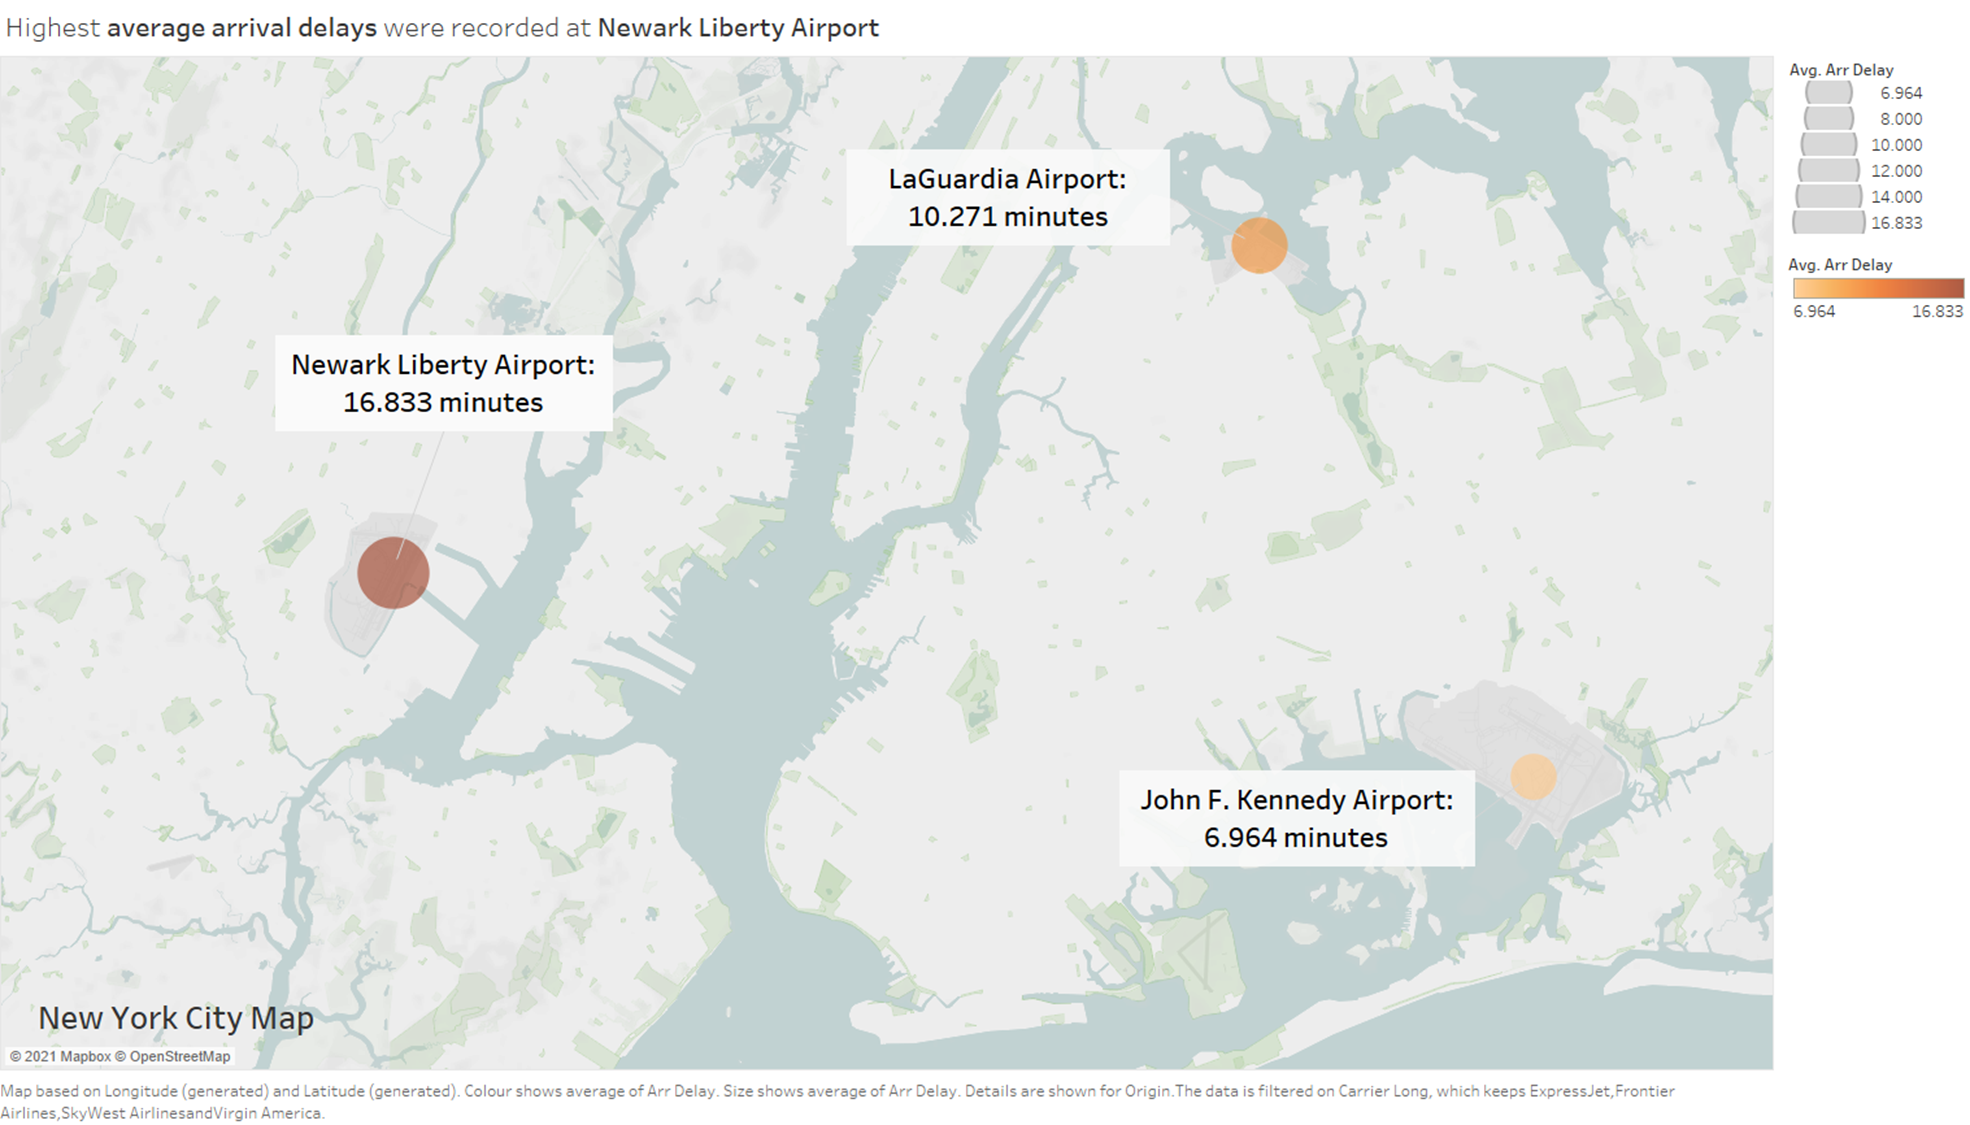 Highest average arrival delays were recorded at Newark Liberty Airport
Avg. Arr Delay
6.964
8.000
10.000
12.000
14.000
16.833
Avg. Arr Delay
6.964 16.833
LaGuardia Airport:
10.271 minutes
Newark Liberty Airport:
16.833 minutes
John F. Kennedy Airport:
6.964 minutes
New York City Map
© 2021 Mapbox © OpenStreetMap
Map based on Longitude (generated) and Latitude (generated). Colour shows average of Arr Delay. Size shows average of Arr Delay. Details are shown for Origin.The data is filtered on Carrier Long, which keeps ExpressJet,Frontier
Airlines,SkyWest AirlinesandVirgin America.